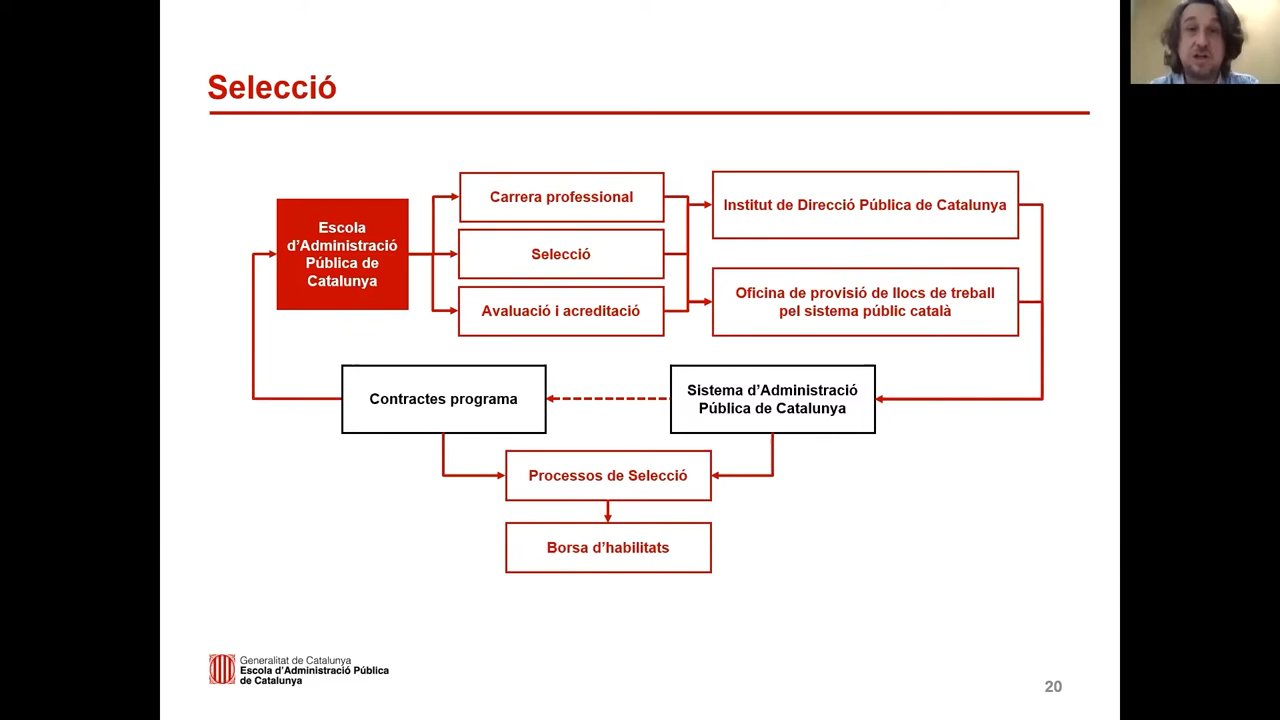 Selecció
Escola
d’Administració
Pública de
Catalunya
Carrera professional
Selecció
Avaluació i acreditació
Institut de Direcció Pública de Catalunya
Oficina de provisió de llocs de treball
pel sistema públic català
Contractes programa
Sistema d’Administració
Pública de Catalunya
Processos de Selecció
Borsa d’habilitats
Generalitat de Catalunya
Escola d’Administració Pública
de Catalunya
20